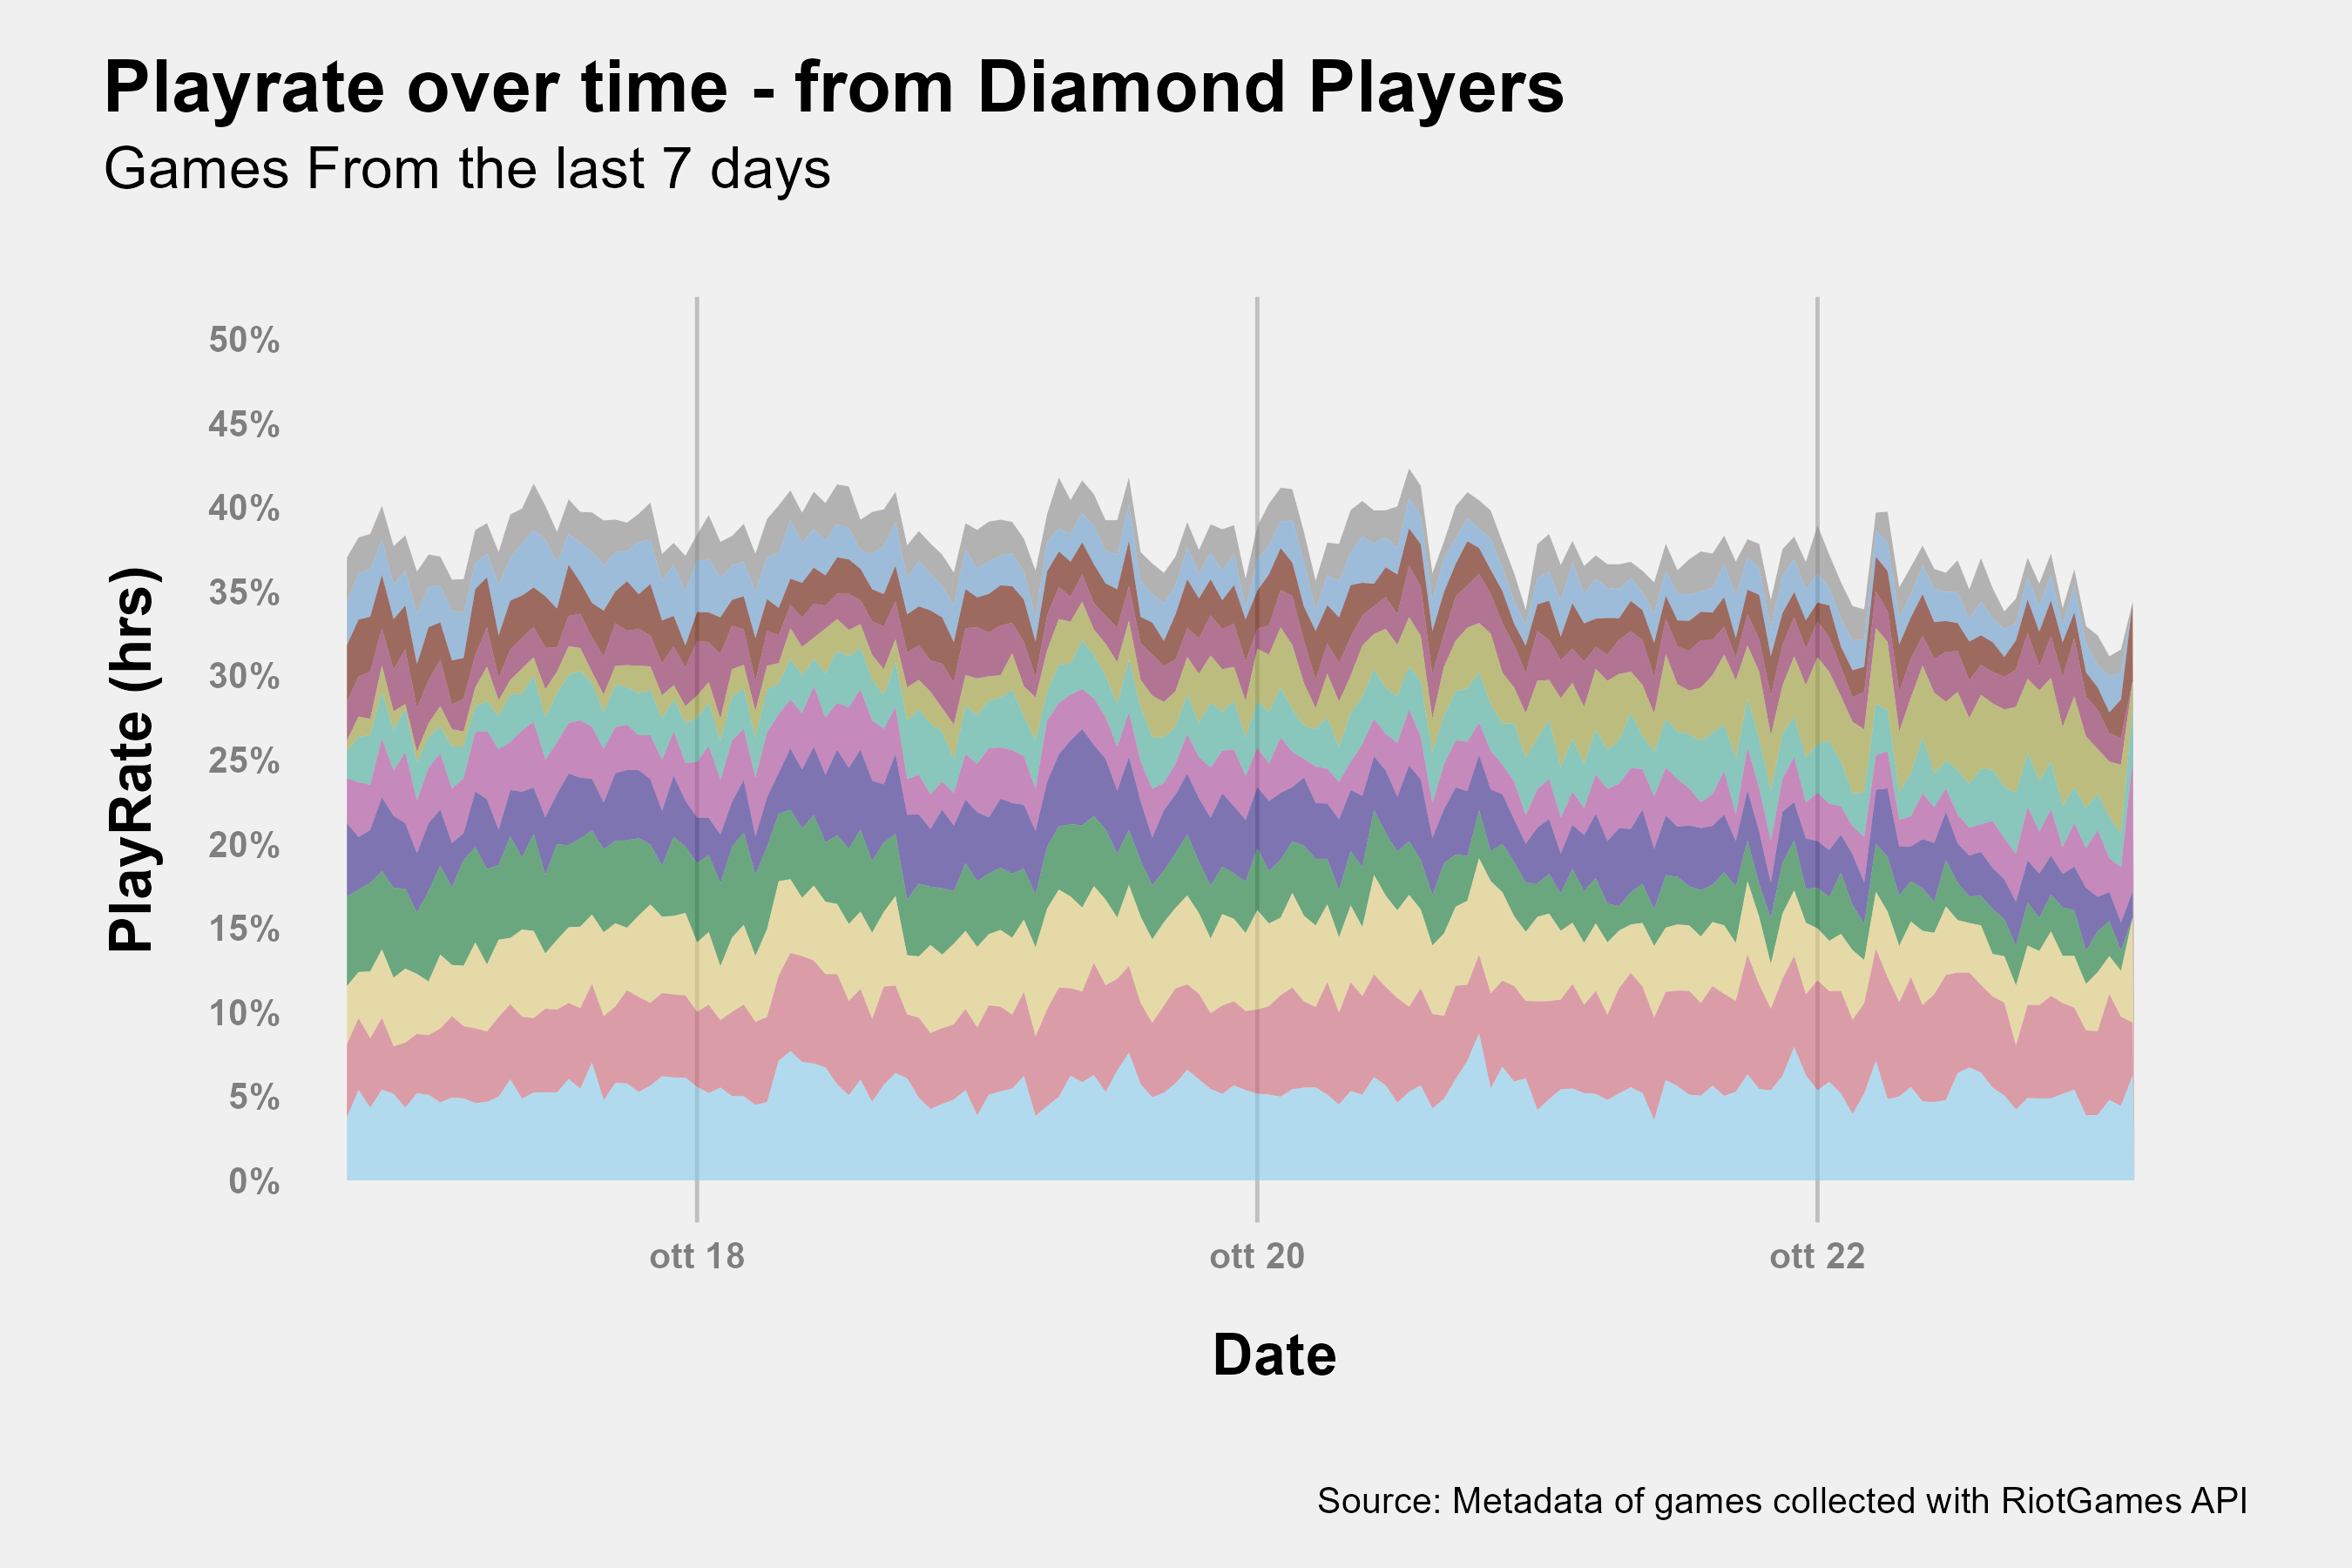 Playrate over time - from Diamond Players
Games From the last 7 days
PlayRate (hrs)
50%
45%
40%
35%
30%
25%
20%
15%
10%
5%
0%
ott 18
ott 20
ott 22
Date
Source: Metadata of games collected with RiotGames API